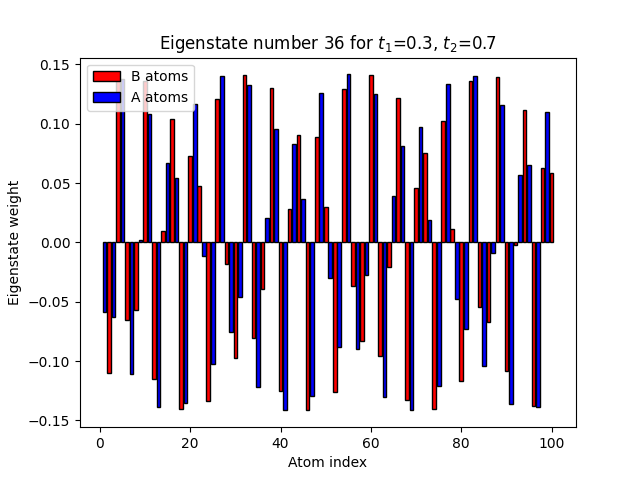 Eigenstate number 36 for t₁=0.3, t₂=0.7
B atoms
A atoms
Eigenstate weight
0.15
0.10
0.05
0.00
−0.05
−0.10
−0.15
0
20
40
60
80
100
Atom index